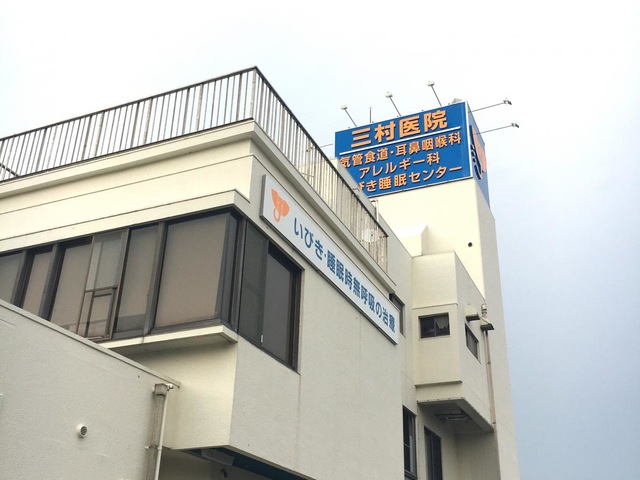 三村医院
気管食道・耳鼻咽喉科
アレルギー科
びき睡眠センター
いびき・睡眠時無呼吸の治療